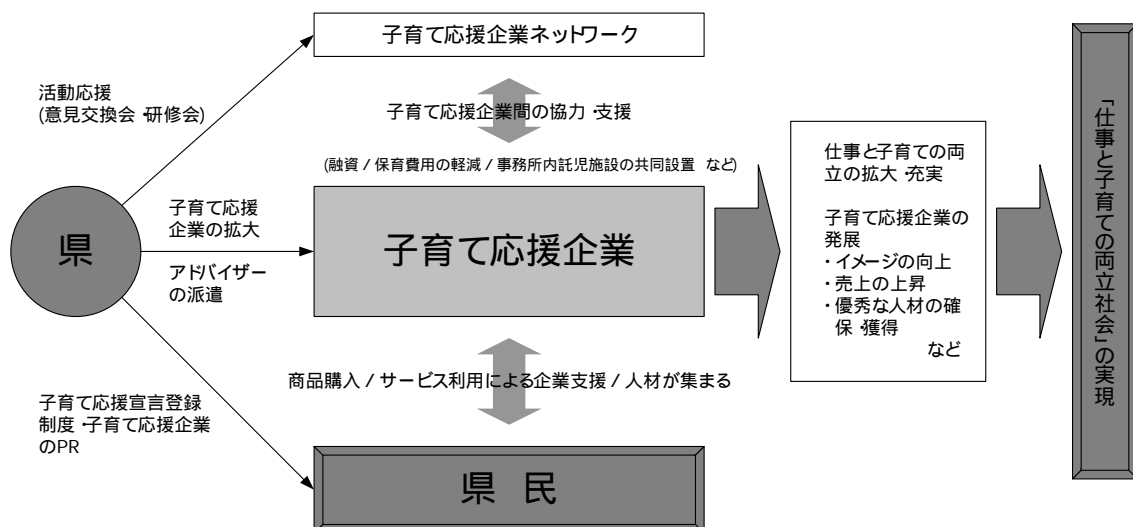 子育て応援企業ネットワーク
活動応援
(意見交換会・研修会)
子育て応援企業間の協力・支援
(融資/保育費用の軽減/事務所内託児施設の共同設置 など)
県
子育て応援
企業の拡大
アドバイザー
の派遣
子育て応援企業
商品購入/サービス利用による企業支援/人材が集まる
子育て応援宣言登録
制度・子育て応援企業
のPR
県 民
仕事と子育ての両
立の拡大・充実
子育て応援企業の
発展
・イメージの向上
・売上の上昇
・優秀な人材の確
保・獲得
など
「仕事と子育ての両立社会」の実現